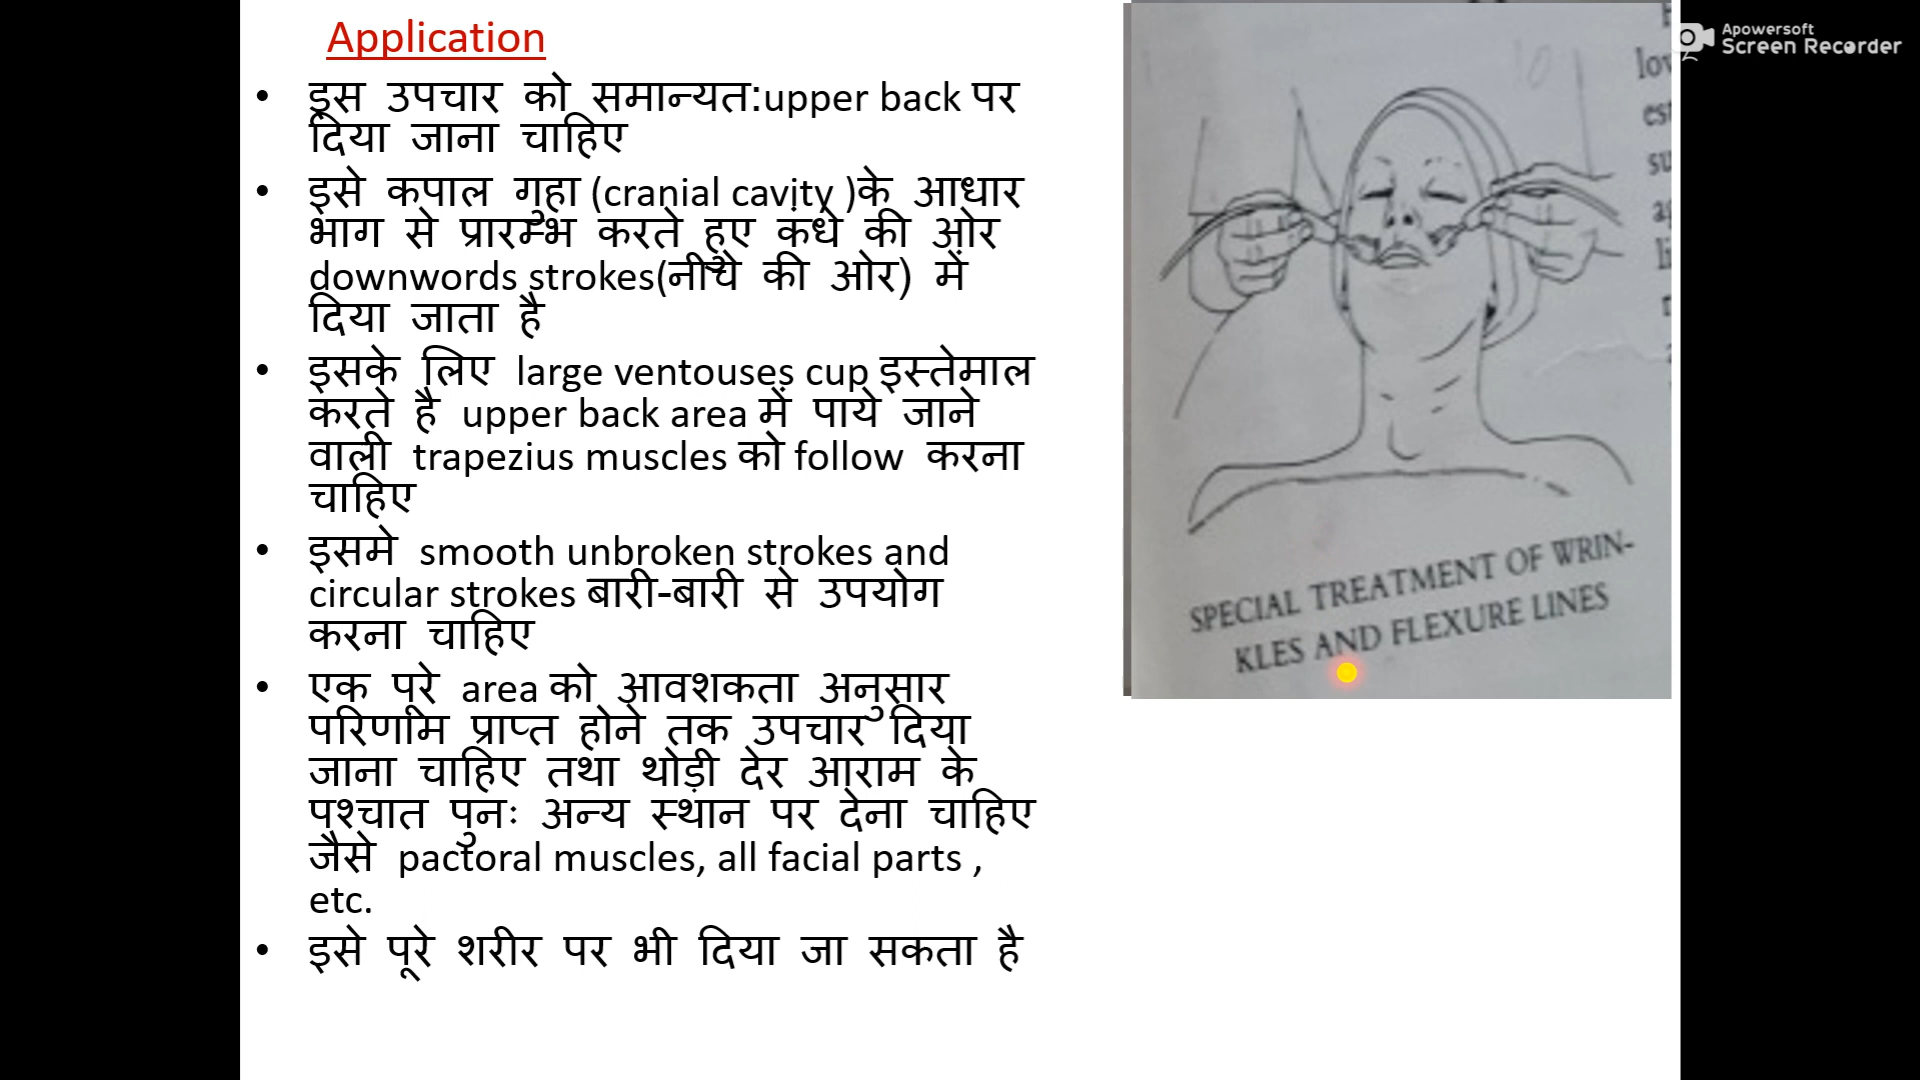 Application
• इस उपचार को समान्यत:upper back पर
दिया जाना चाहिए
• इसे कपाल गुहा (cranial cavity )के आधार
भाग से प्रारम्भ करते हुए कंधे की ओर
downwords strokes(नीचे की ओर) में
दिया जाता है
• इसके लिए large ventouses cup इस्तेमाल
करते है upper back area में पाये जाने
वाली trapezius muscles को follow करना
चाहिए
• इसमे smooth unbroken strokes and
circular strokes बारी-बारी से उपयोग
करना चाहिए
• एक पूरे area को आवशकता अनुसार
परिणाम प्राप्त होने तक उपचार दिया
जाना चाहिए तथा थोड़ी देर आराम के
पश्चात पुनः अन्य स्थान पर देना चाहिए
जैसे pactoral muscles, all facial parts ,
etc.
• इसे पूरे शरीर पर भी दिया जा सकता है
SPECIAL TREATMENT OF WRIN-
KLES AND FLEXURE LINES
Apowersoft
Screen Recorder